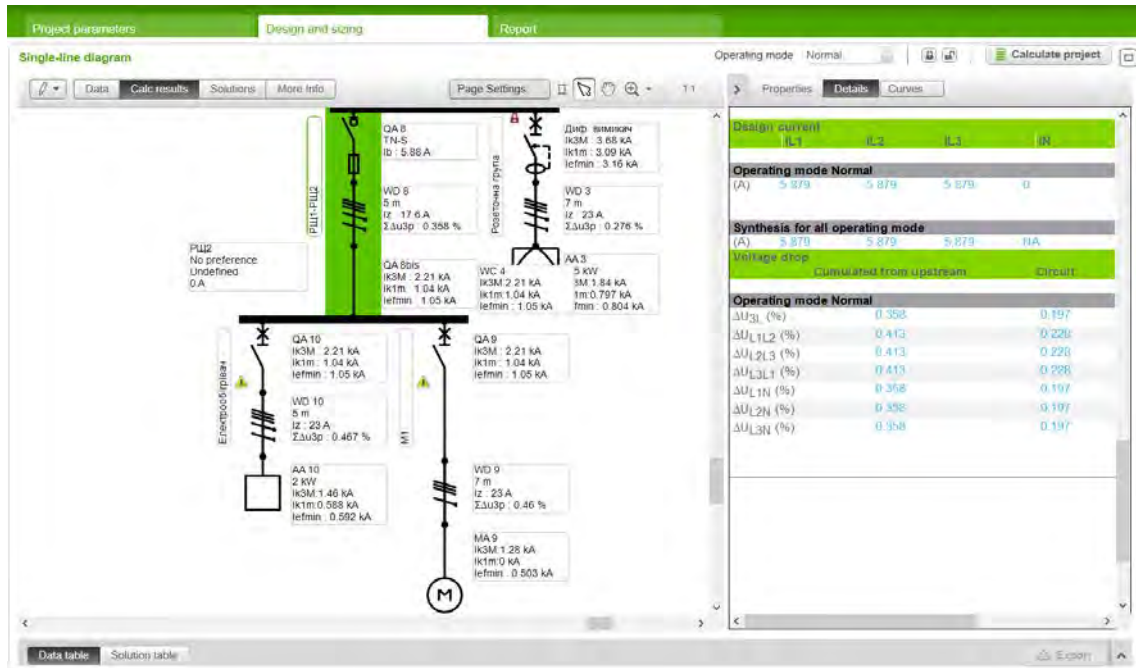 Project parameters
Design and sizing
Report
Single-line diagram
Operating mode Normal
Calculate project
Data
Calc results
Solutions
More Info
Page Settings
1:1
Properties
Details
Curves
РЩ1-РЩ2
QA 8
TN-S
Ib : 5.88 A
WD 8
5 m
Iz : 17.6 A
ΣΔu3p : 0.358 %
QA 8bis
Ik3M : 2.21 kA
Ik1m : 1.04 kA
Iefmin : 1.05 kA
Розеточна група
Диф. вимикач
Ik3M : 3.68 kA
Ik1m : 3.09 kA
Iefmin : 3.16 kA
WD 3
7 m
Iz : 23 A
ΣΔu3p : 0.276 %
WC 4
Ik3M:2.21 kA
Ik1m:1.04 kA
Iefmin : 1.05 kA
AA 3
5 kW
3M:1.84 kA
1m:0.797 kA
fmin : 0.804 kA
РЩ2
No preference
Undefined
0 A
Електрообігрівач
QA 10
Ik3M : 2.21 kA
Ik1m : 1.04 kA
Iefmin : 1.05 kA
WD 10
5 m
Iz : 23 A
ΣΔu3p : 0.467 %
AA 10
2 kW
Ik3M:1.46 kA
Ik1m:0.588 kA
Iefmin : 0.592 kA
M1
QA 9
Ik3M : 2.21 kA
Ik1m : 1.04 kA
Iefmin : 1.05 kA
WD 9
7 m
Iz : 23 A
ΣΔu3p : 0.46 %
MA 9
Ik3M:1.28 kA
Ik1m:0 kA
Iefmin : 0.503 kA
M
Design current
IL1 IL2 IL3 IN
Operating mode Normal
(A) 5.879 5.879 5.879 0
Synthesis for all operating mode
(A) 5.879 5.879 5.879 NA
Voltage drop
Cumulated from upstream Circuit
Operating mode Normal
ΔU3L (%) 0.358 0.197
ΔUL1L2 (%) 0.413 0.228
ΔUL2L3 (%) 0.413 0.228
ΔUL3L1 (%) 0.413 0.228
ΔUL1N (%) 0.358 0.197
ΔUL2N (%) 0.358 0.197
ΔUL3N (%) 0.358 0.197
Data table
Solution table
Export